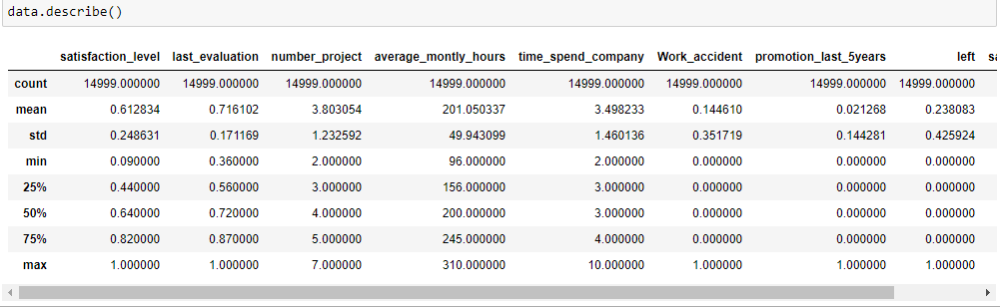 data.describe()
satisfaction_level last_evaluation number_project average_montly_hours time_spend_company Work_accident promotion_last_5years left
count 14999.000000 14999.000000 14999.000000 14999.000000 14999.000000 14999.000000 14999.000000 14999.000000
mean 0.612834 0.716102 3.803054 201.050337 3.498233 0.144610 0.021268 0.238083
std 0.248631 0.171169 1.232592 49.943099 1.460136 0.351719 0.144281 0.425924
min 0.090000 0.360000 2.000000 96.000000 2.000000 0.000000 0.000000 0.000000
25% 0.440000 0.560000 3.000000 156.000000 3.000000 0.000000 0.000000 0.000000
50% 0.640000 0.720000 4.000000 200.000000 3.000000 0.000000 0.000000 0.000000
75% 0.820000 0.870000 5.000000 245.000000 4.000000 0.000000 0.000000 0.000000
max 1.000000 1.000000 7.000000 310.000000 10.000000 1.000000 1.000000 1.000000